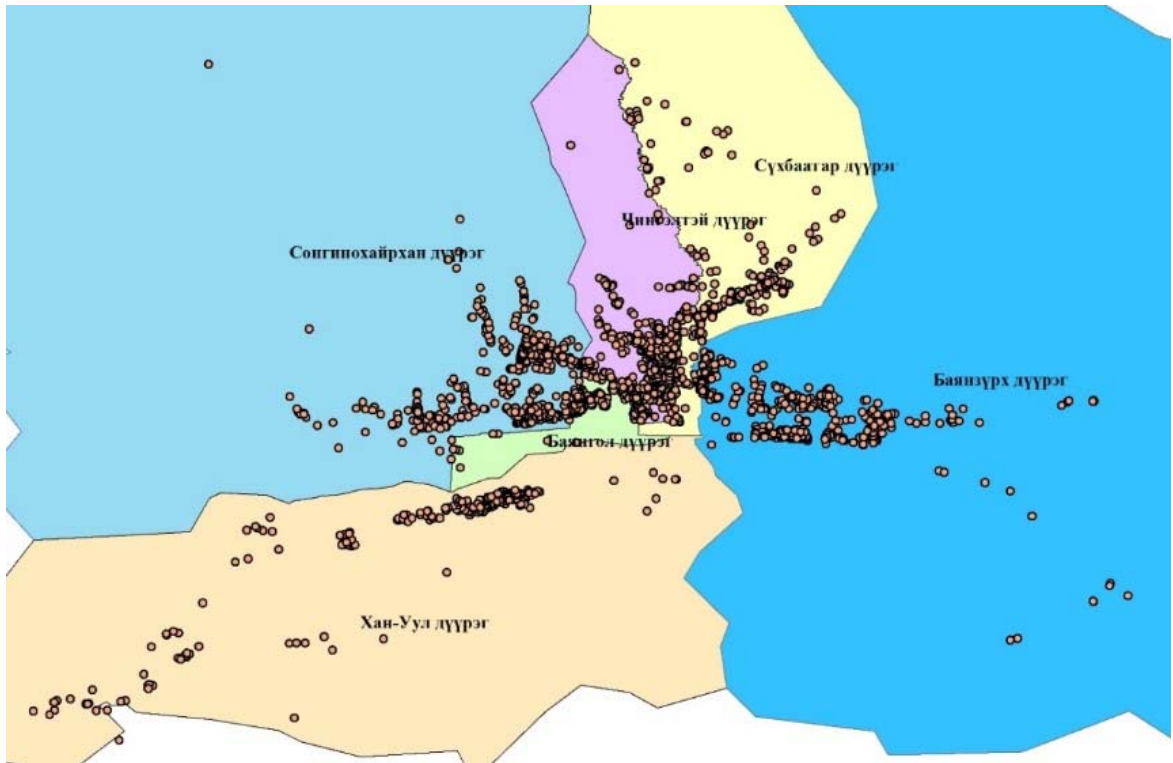 Сүхбаатар дүүрэг
Чингэлтэй дүүрэг
Сонгинохайрхан дүүрэг
Баянзүрх дүүрэг
Баянгол дүүрэг
Хан-Уул дүүрэг